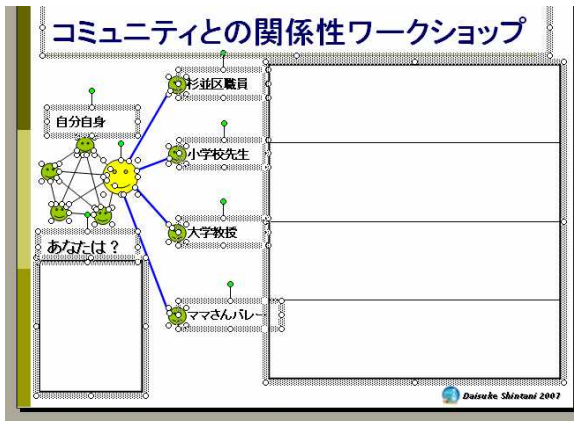 コミュニティとの関係性ワークショップ
杉並区職員
自分自身
小学校先生
大学教授
あなたは？
ママさんバレー
Daisuke Shintani 2007